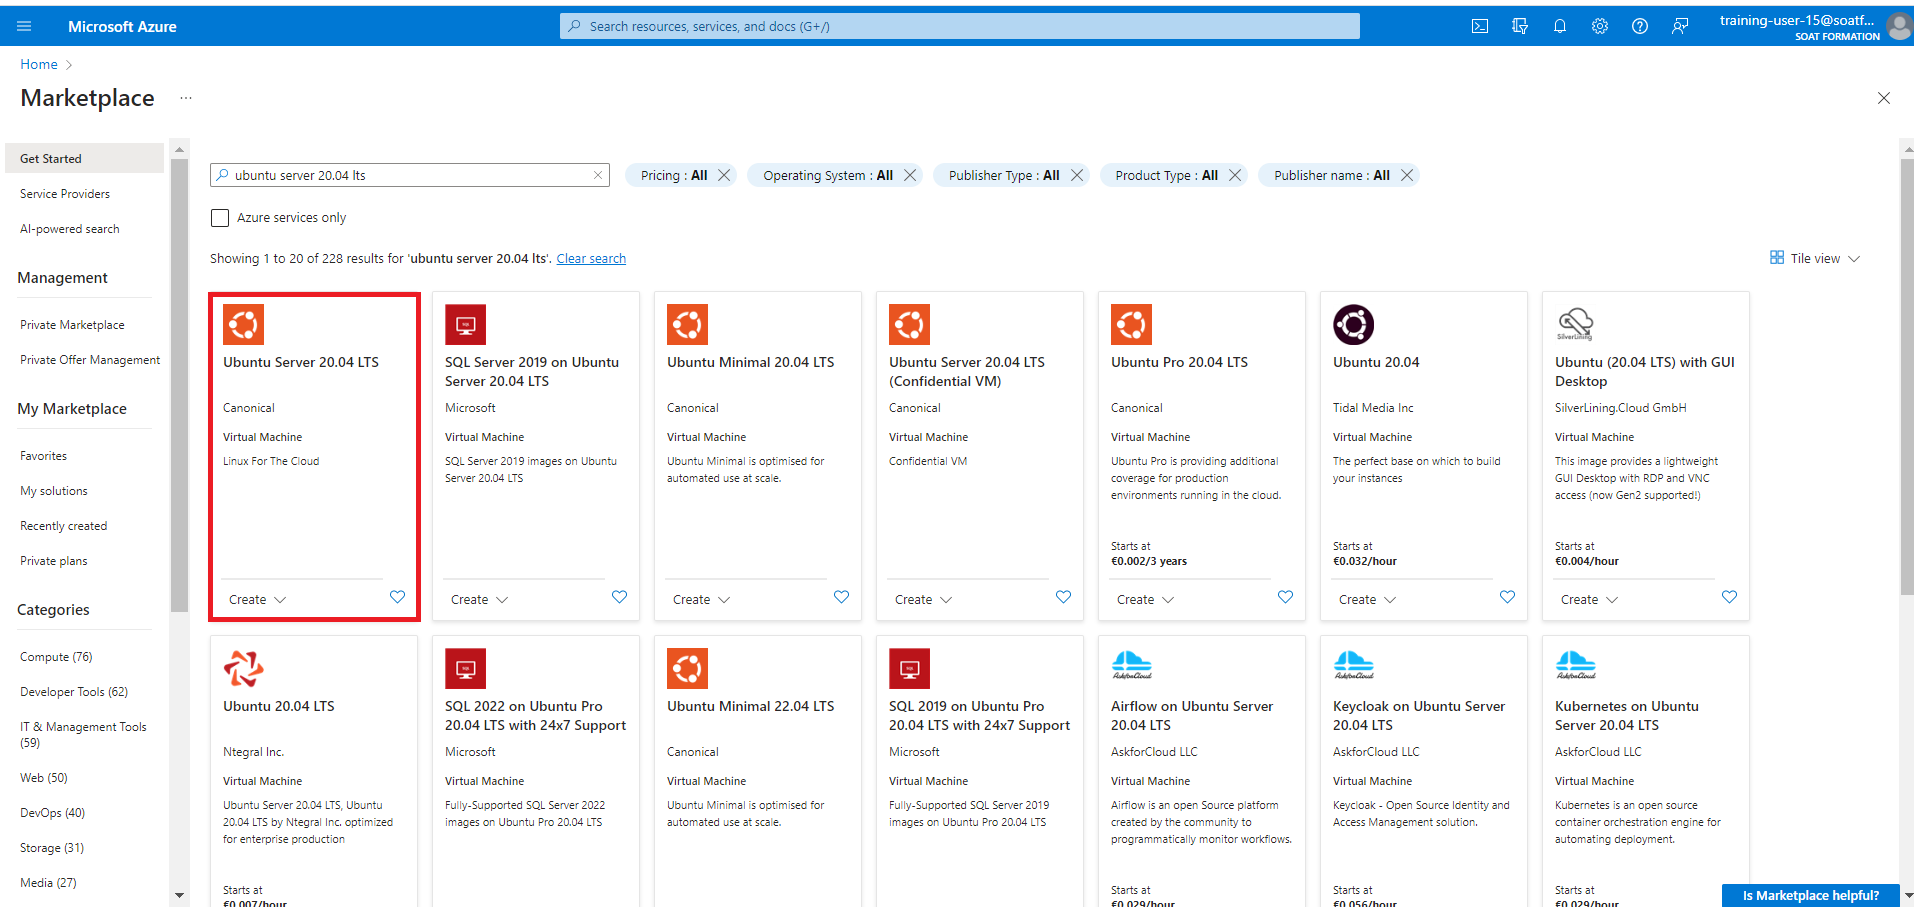 Microsoft Azure
Search resources, services, and docs (G+/)
training-user-15@soatf...
SOAT FORMATION
Home
Marketplace
...
Get Started
Service Providers
AI-powered search
Management
Private Marketplace
Private Offer Management
My Marketplace
Favorites
My solutions
Recently created
Private plans
Categories
Compute (76)
Developer Tools (62)
IT & Management Tools
(59)
Web (50)
DevOps (40)
Storage (31)
Media (27)
ubuntu server 20.04 lts
Pricing : All
Operating System : All
Publisher Type : All
Product Type : All
Publisher name : All
Azure services only
Showing 1 to 20 of 228 results for 'ubuntu server 20.04 lts'. Clear search
Tile view
Ubuntu Server 20.04 LTS
Canonical
Virtual Machine
Linux For The Cloud
Create
SQL Server 2019 on Ubuntu
Server 20.04 LTS
Microsoft
Virtual Machine
SQL Server 2019 images on Ubuntu
Server 20.04 LTS
Create
Ubuntu Minimal 20.04 LTS
Canonical
Virtual Machine
Ubuntu Minimal is optimised for
automated use at scale.
Create
Ubuntu Server 20.04 LTS
(Confidential VM)
Canonical
Virtual Machine
Confidential VM
Create
Ubuntu Pro 20.04 LTS
Canonical
Virtual Machine
Ubuntu Pro is providing additional
coverage for production
environments running in the cloud.
Starts at
€0.002/3 years
Create
Ubuntu 20.04
Tidal Media Inc
Virtual Machine
The perfect base on which to build
your instances
Starts at
€0.032/hour
Create
SilverLining
Ubuntu (20.04 LTS) with GUI
Desktop
SilverLining.Cloud GmbH
Virtual Machine
This image provides a lightweight
GUI Desktop with RDP and VNC
access (now Gen2 supported!)
Starts at
€0.004/hour
Create
Ubuntu 20.04 LTS
Ntegral Inc.
Virtual Machine
Ubuntu Server 20.04 LTS, Ubuntu
20.04 LTS by Ntegral Inc. optimized
for enterprise production
Starts at
€0.007/hour
SQL 2022 on Ubuntu Pro
20.04 LTS with 24x7 Support
Microsoft
Virtual Machine
Fully-Supported SQL Server 2022
images on Ubuntu Pro 20.04 LTS
Ubuntu Minimal 22.04 LTS
Canonical
Virtual Machine
Ubuntu Minimal is optimised for
automated use at scale.
SQL 2019 on Ubuntu Pro
20.04 LTS with 24x7 Support
Microsoft
Virtual Machine
Fully-Supported SQL Server 2019
images on Ubuntu Pro 20.04 LTS
AskforCloud
Airflow on Ubuntu Server
20.04 LTS
AskforCloud LLC
Virtual Machine
Airflow is an open Source platform
created by the community to
programmatically monitor workflows.
Starts at
€0.029/hour
AskforCloud
Keycloak on Ubuntu Server
20.04 LTS
AskforCloud LLC
Virtual Machine
Keycloak - Open Source Identity and
Access Management solution.
Starts at
€0.056/hour
AskforCloud
Kubernetes on Ubuntu
Server 20.04 LTS
AskforCloud LLC
Virtual Machine
Kubernetes is an open source
container orchestration engine for
automating deployment.
Starts at
€0.029/hour
Is Marketplace helpful?